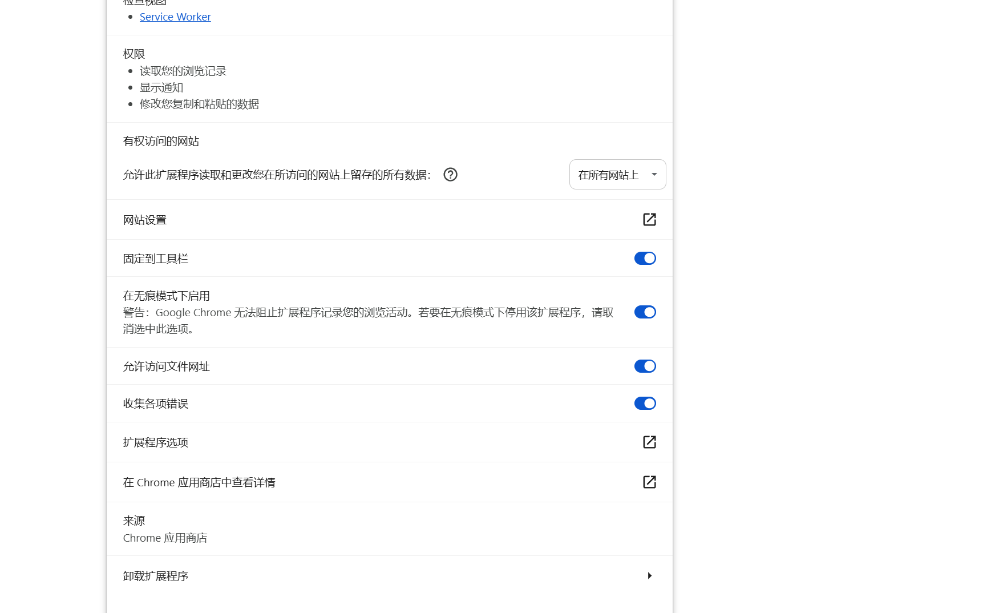 检查视图
Service Worker
权限
读取您的浏览记录
显示通知
修改您复制和粘贴的数据
有权访问的网站
允许此扩展程序读取和更改您在所访问的网站上留存的所有数据：
在所有网站上
网站设置
固定到工具栏
在无痕模式下启用
警告：Google Chrome 无法阻止扩展程序记录您的浏览活动。若要在无痕模式下停用该扩展程序，请取
消选中此选项。
允许访问文件网址
收集各项错误
扩展程序选项
在 Chrome 应用商店中查看详情
来源
Chrome 应用商店
卸载扩展程序